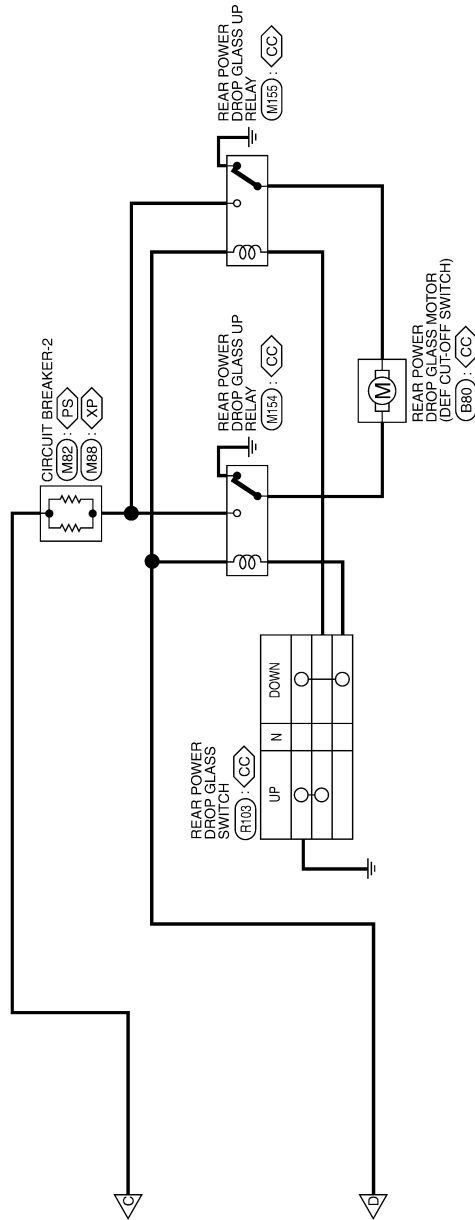 C
D
CIRCUIT BREAKER-2
M82 : PS
M88 : XP
REAR POWER
DROP GLASS
SWITCH
R103 : CC
UP
N
DOWN
REAR POWER
DROP GLASS UP
RELAY
M154 : CC
REAR POWER
DROP GLASS UP
RELAY
M155 : CC
M
REAR POWER
DROP GLASS MOTOR
(DEF CUT-OFF SWITCH)
B80 : CC